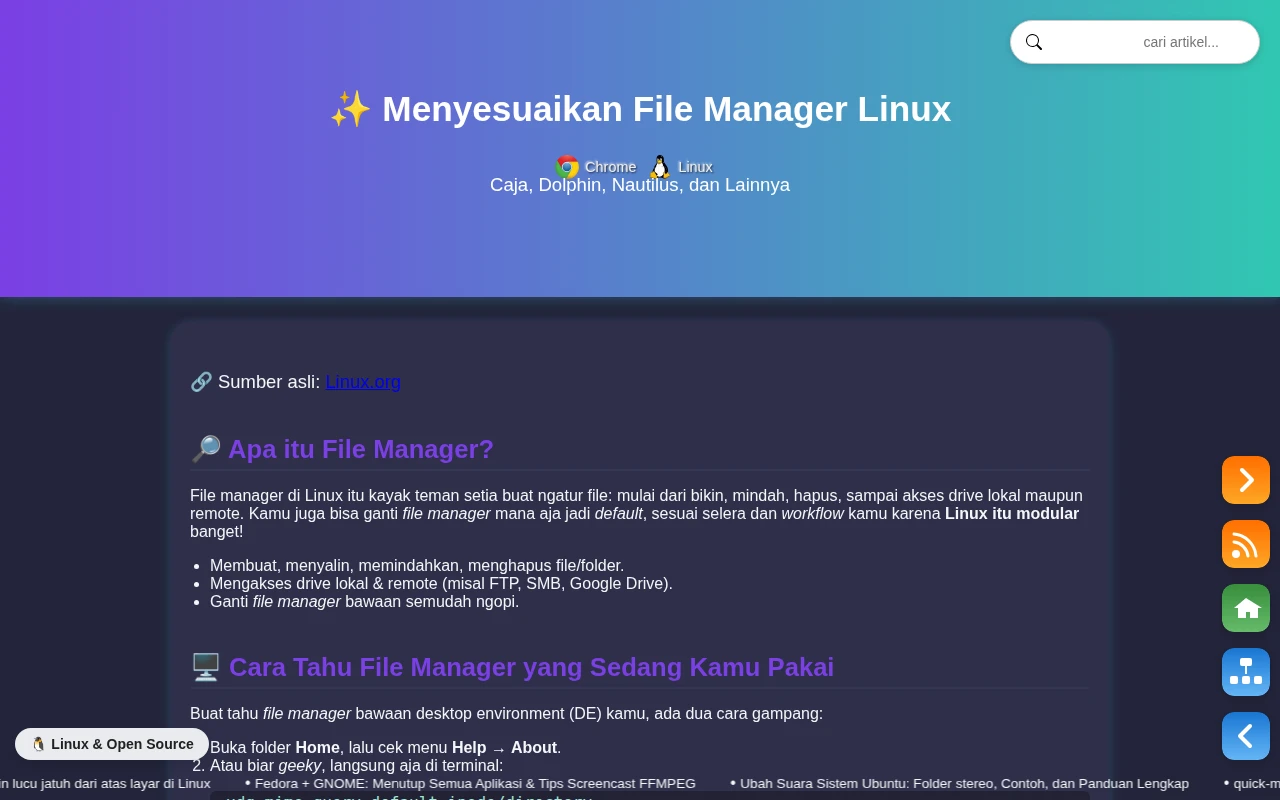 cari artikel...
✨ Menyesuaikan File Manager Linux
Chrome Linux
Caja, Dolphin, Nautilus, dan Lainnya
🔗 Sumber asli: Linux.org
🔎 Apa itu File Manager?
File manager di Linux itu kayak teman setia buat ngatur file: mulai dari bikin, mindah, hapus, sampai akses drive lokal maupun
remote. Kamu juga bisa ganti file manager mana aja jadi default, sesuai selera dan workflow kamu karena Linux itu modular
banget!
• Membuat, menyalin, memindahkan, menghapus file/folder.
• Mengakses drive lokal & remote (misal FTP, SMB, Google Drive).
• Ganti file manager bawaan semudah ngopi.
🖥️ Cara Tahu File Manager yang Sedang Kamu Pakai
Buat tahu file manager bawaan desktop environment (DE) kamu, ada dua cara gampang:
Buka folder Home, lalu cek menu Help → About.
2. Atau biar geeky, langsung aja di terminal:
🐧 Linux & Open Source
in lucu jatuh dari atas layar di Linux • Fedora + GNOME: Menutup Semua Aplikasi & Tips Screencast FFMPEG • Ubah Suara Sistem Ubuntu: Folder stereo, Contoh, dan Panduan Lengkap • quick-m
xdg-mime query default inode/directory